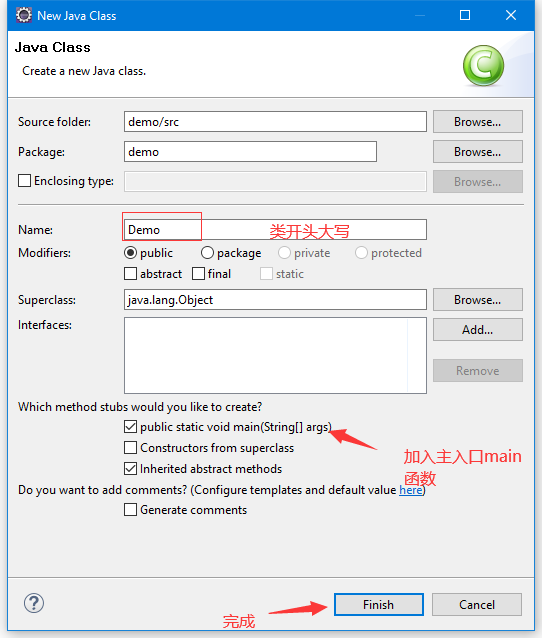 New Java Class
Java Class
Create a new Java class.
Source folder: demo/src Browse...
Package: demo Browse...
Enclosing type: Browse...
Name: Demo 类开头大写
Modifiers: public package private protected
abstract final static
Superclass: java.lang.Object Browse...
Interfaces: Add...
Remove
Which method stubs would you like to create?
public static void main(String[] args)
Constructors from superclass
Inherited abstract methods
加入主入口main
函数
Do you want to add comments? (Configure templates and default value here)
Generate comments
? Finish Cancel
完成